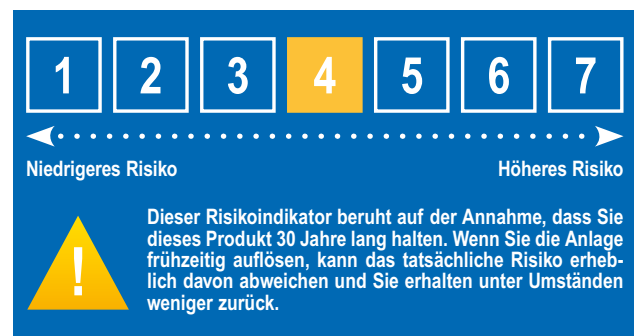 1 2 3 4 5 6 7
Niedrigeres Risiko Höheres Risiko
!
Dieser Risikoindikator beruht auf der Annahme, dass Sie
dieses Produkt 30 Jahre lang halten. Wenn Sie die Anlage
frühzeitig auflösen, kann das tatsächliche Risiko erheb-
lich davon abweichen und Sie erhalten unter Umständen
weniger zurück.